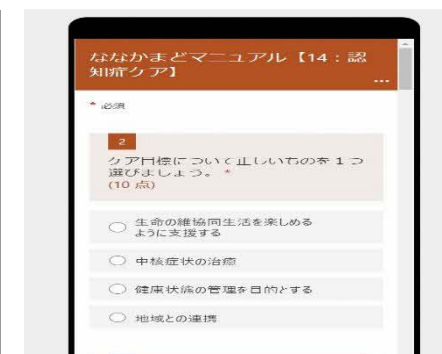 ななかまどマニュアル【14：認
知症ケア】
...
* 必須
2
ケア目標について正しいものを1つ
選びましょう。 *
(10 点)
生命の維協同生活を楽しめる
ように支援する
中核症状の治療
健康状態の管理を目的とする
地域との連携